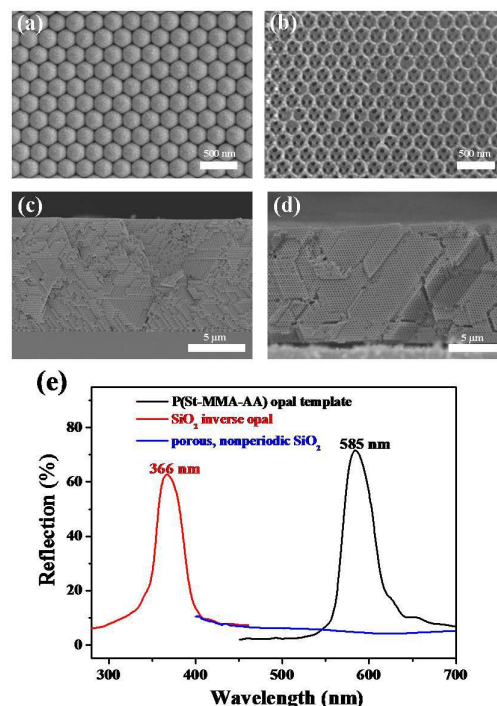 (a)
500 nm
(b)
500 nm
(c)
5 µm
(d)
5 µm
(e)
P(St-MMA-AA) opal template
SiO₂ inverse opal
porous, nonperiodic SiO₂
366 nm
585 nm
80
60
40
20
0
Reflection (%)
300 400 500 600 700
Wavelength (nm)